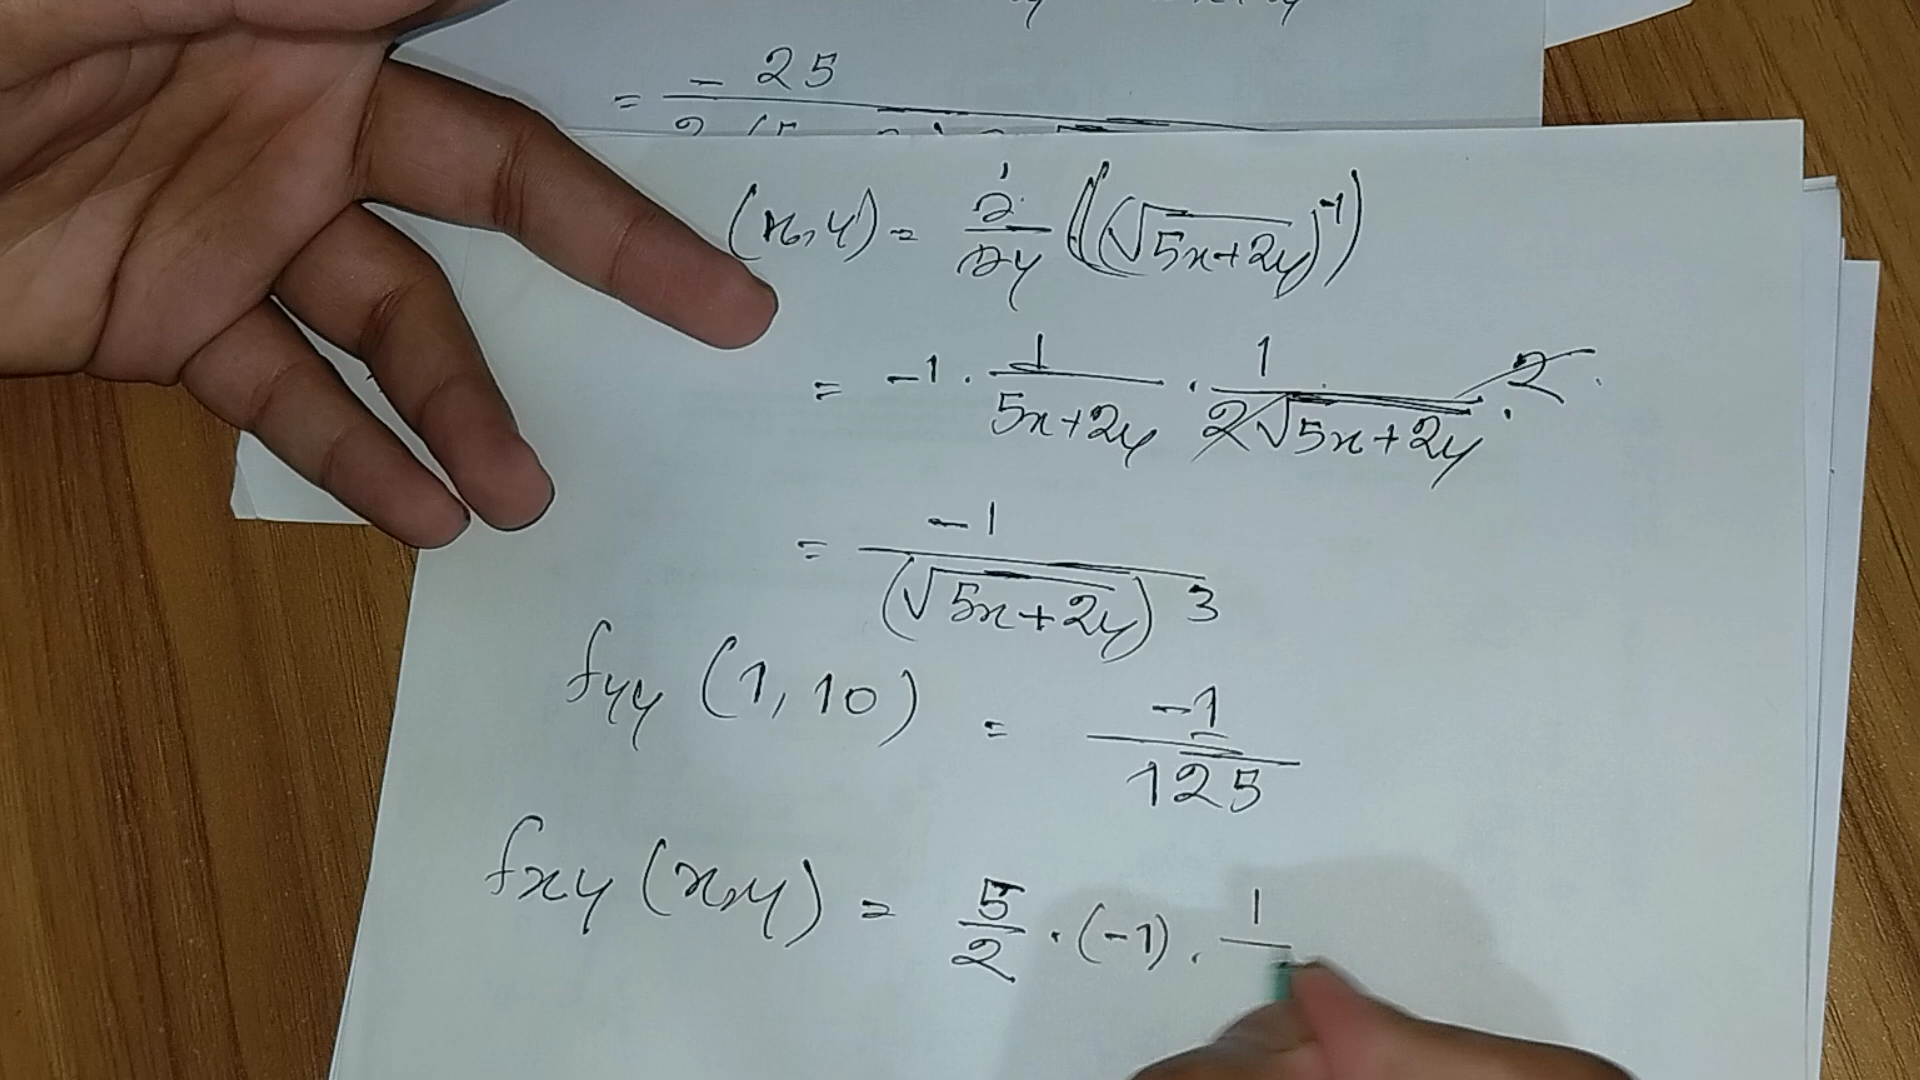 = -25
(x,y) = ∂/∂y ((√5x+2y)^-1)
= -1 · 1/5x+2y · 1/2√5x+2y · 2
= -1/(√5x+2y)^3
fyy (1,10) = -1/125
fxy (x,y) = 5/2 · (-1) · 1